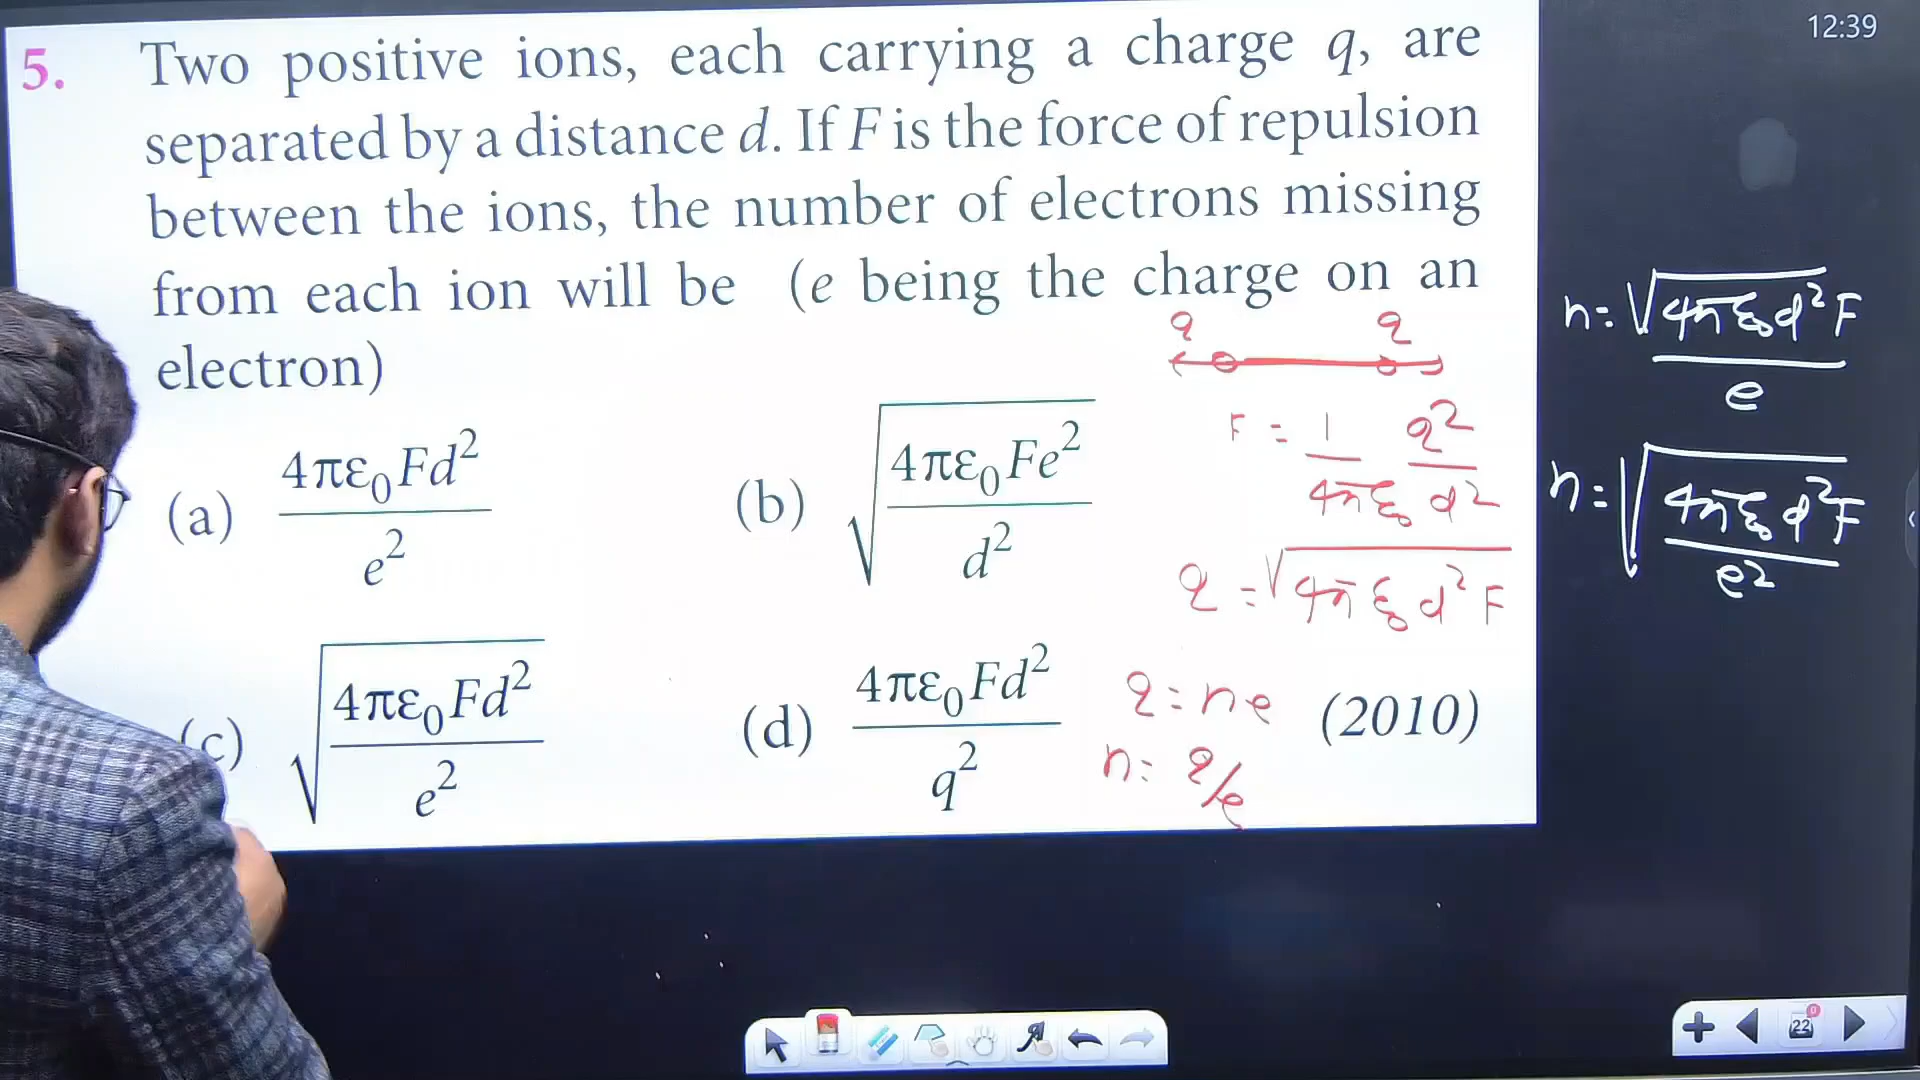 12:39
5. Two positive ions, each carrying a charge q, are
separated by a distance d. If F is the force of repulsion
between the ions, the number of electrons missing
from each ion will be (e being the charge on an
electron)
(a) 4πε₀Fd² / e²
(b) √(4πε₀Fe² / d²)
(c) √(4πε₀Fd² / e²)
(d) 4πε₀Fd² / q²
(2010)
q q
F = 1/4πε₀ q²/d²
q = √4πε₀d²F
q = ne
n = q/e
n = √4πε₀d²F / e
n = √(4πε₀d²F / e²)
22
0